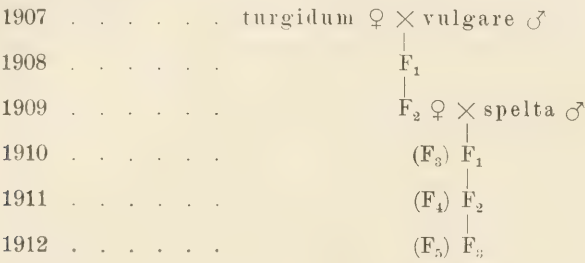 1907 . . . . . . turgidum ♀ × vulgare ♂
1908 . . . . . . F₁
1909 . . . . . . F₂ ♀ × spelta ♂
1910 . . . . . . (F₃) F₁
1911 . . . . . . (F₄) F₂
1912 . . . . . . (F₅) F₃